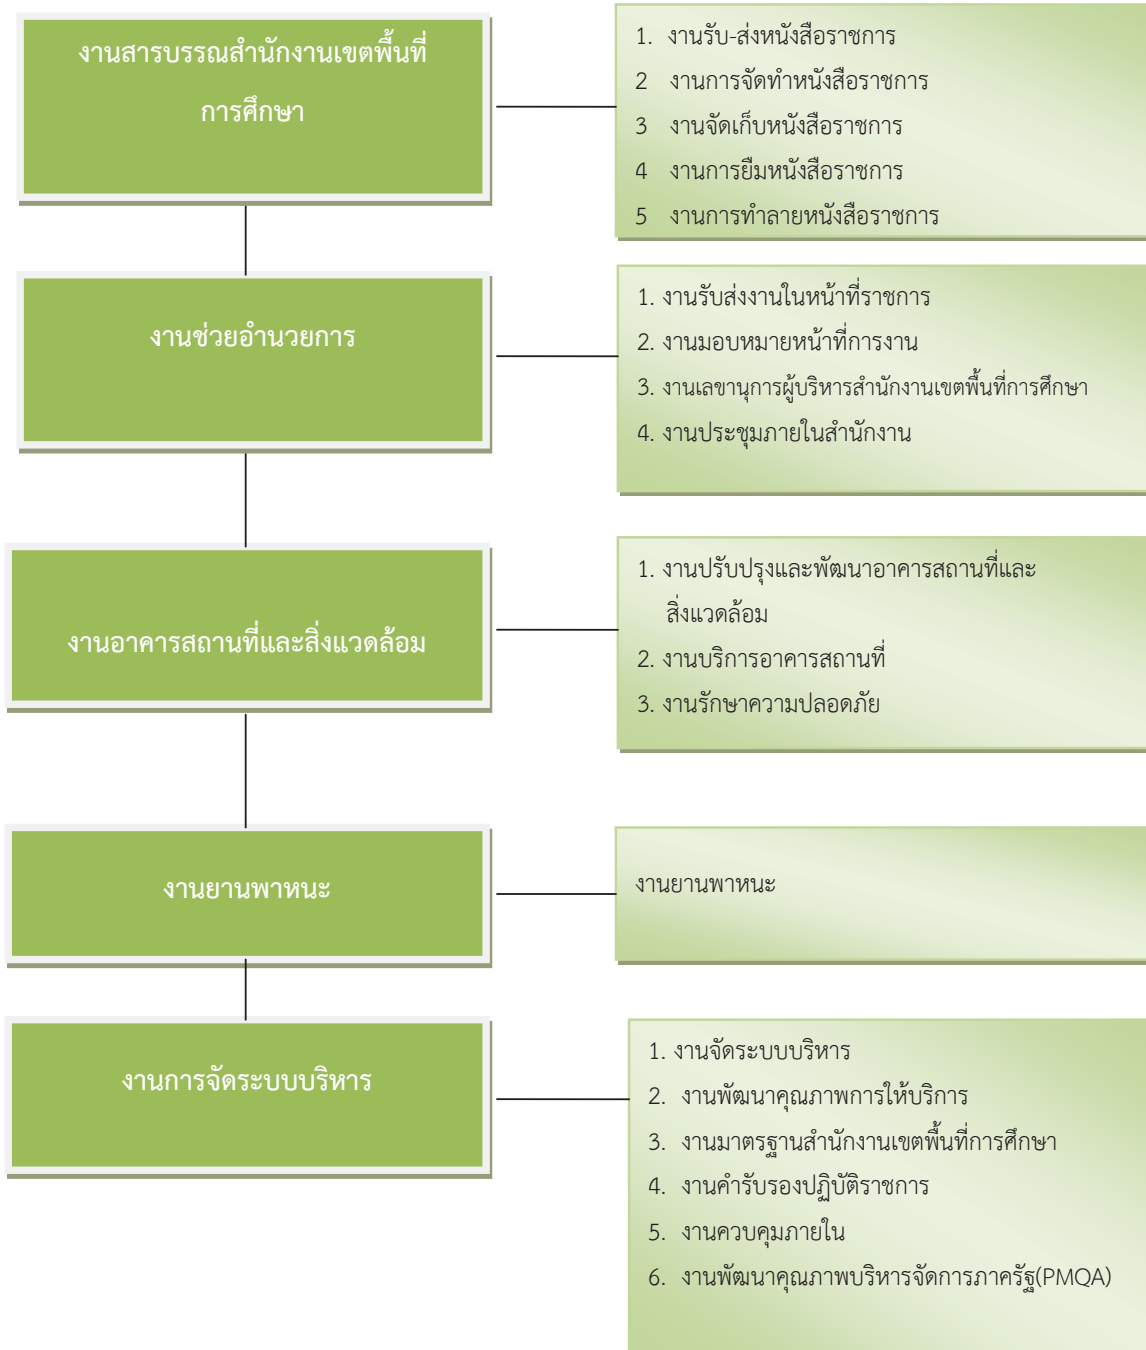 งานสารบรรณสำนักงานเขตพื้นที่
การศึกษา
1. งานรับ-ส่งหนังสือราชการ
2 งานการจัดทำหนังสือราชการ
3 งานจัดเก็บหนังสือราชการ
4 งานการยืมหนังสือราชการ
5 งานการทำลายหนังสือราชการ
งานช่วยอำนวยการ
1. งานรับส่งงานในหน้าที่ราชการ
2. งานมอบหมายหน้าที่การงาน
3. งานเลขานุการผู้บริหารสำนักงานเขตพื้นที่การศึกษา
4. งานประชุมภายในสำนักงาน
งานอาคารสถานที่และสิ่งแวดล้อม
1. งานปรับปรุงและพัฒนาอาคารสถานที่และ
สิ่งแวดล้อม
2. งานบริการอาคารสถานที่
3. งานรักษาความปลอดภัย
งานยานพาหนะ
งานยานพาหนะ
งานการจัดระบบบริหาร
1. งานจัดระบบบริหาร
2. งานพัฒนาคุณภาพการให้บริการ
3. งานมาตรฐานสำนักงานเขตพื้นที่การศึกษา
4. งานคำรับรองปฏิบัติราชการ
5. งานควบคุมภายใน
6. งานพัฒนาคุณภาพบริหารจัดการภาครัฐ(PMQA)